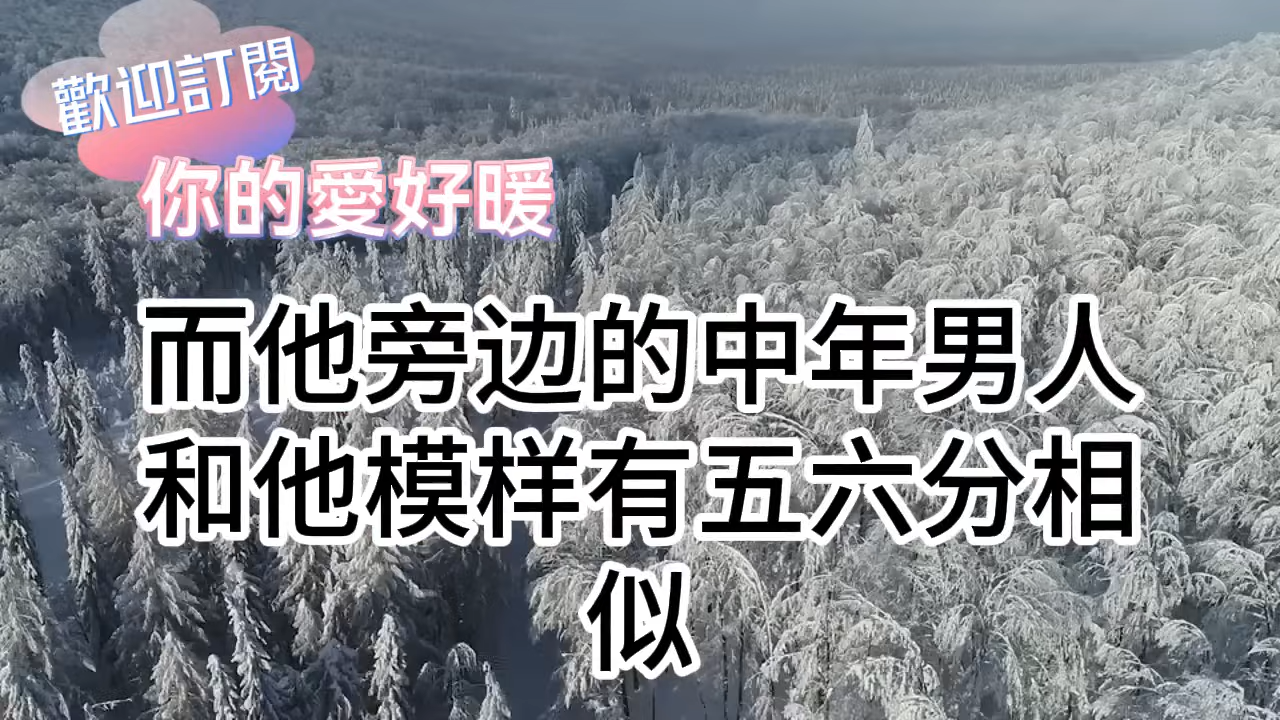 歡迎訂閱
你的愛好暖
而他旁边的中年男人
和他模样有五六分相
似